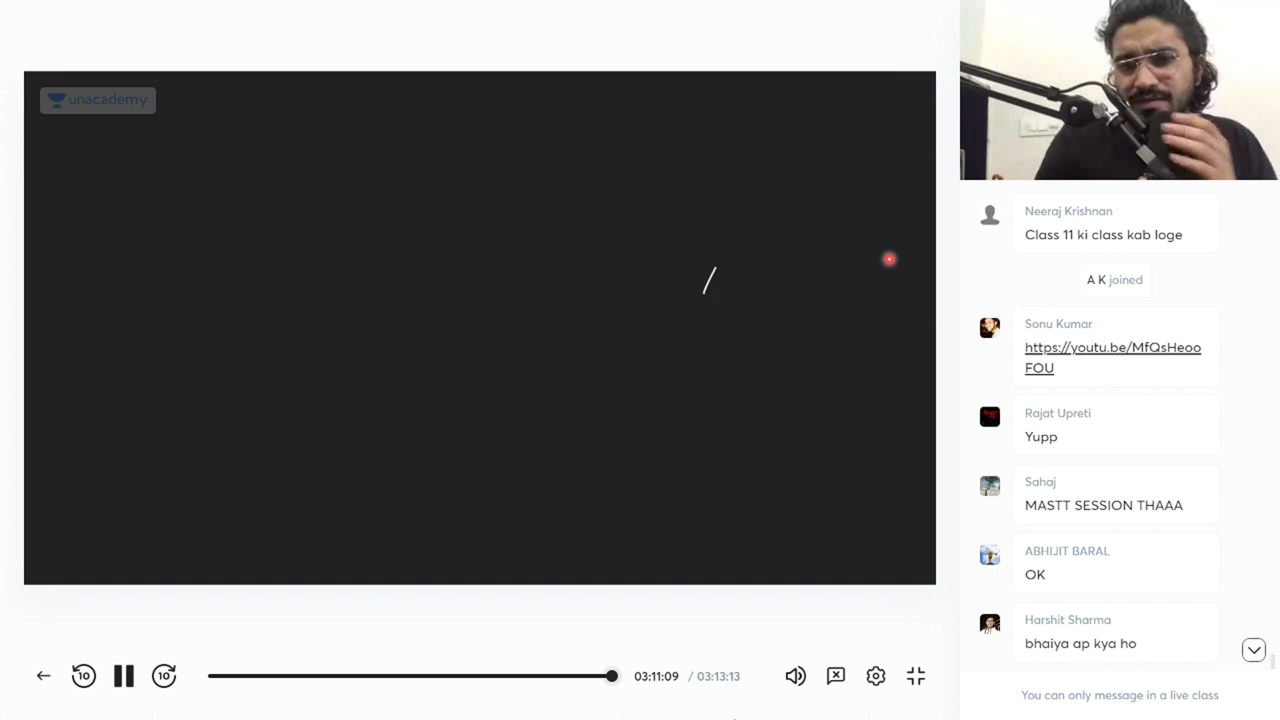 unacademy
Neeraj Krishnan
Class 11 ki class kab loge
A K joined
Sonu Kumar
https://youtu.be/MfQsHeoo
FOU
Rajat Upreti
Yupp
Sahaj
MASTT SESSION THAAA
ABHIJIT BARAL
OK
Harshit Sharma
bhaiya ap kya ho
10
10
03:11:09 / 03:13:13
You can only message in a live class